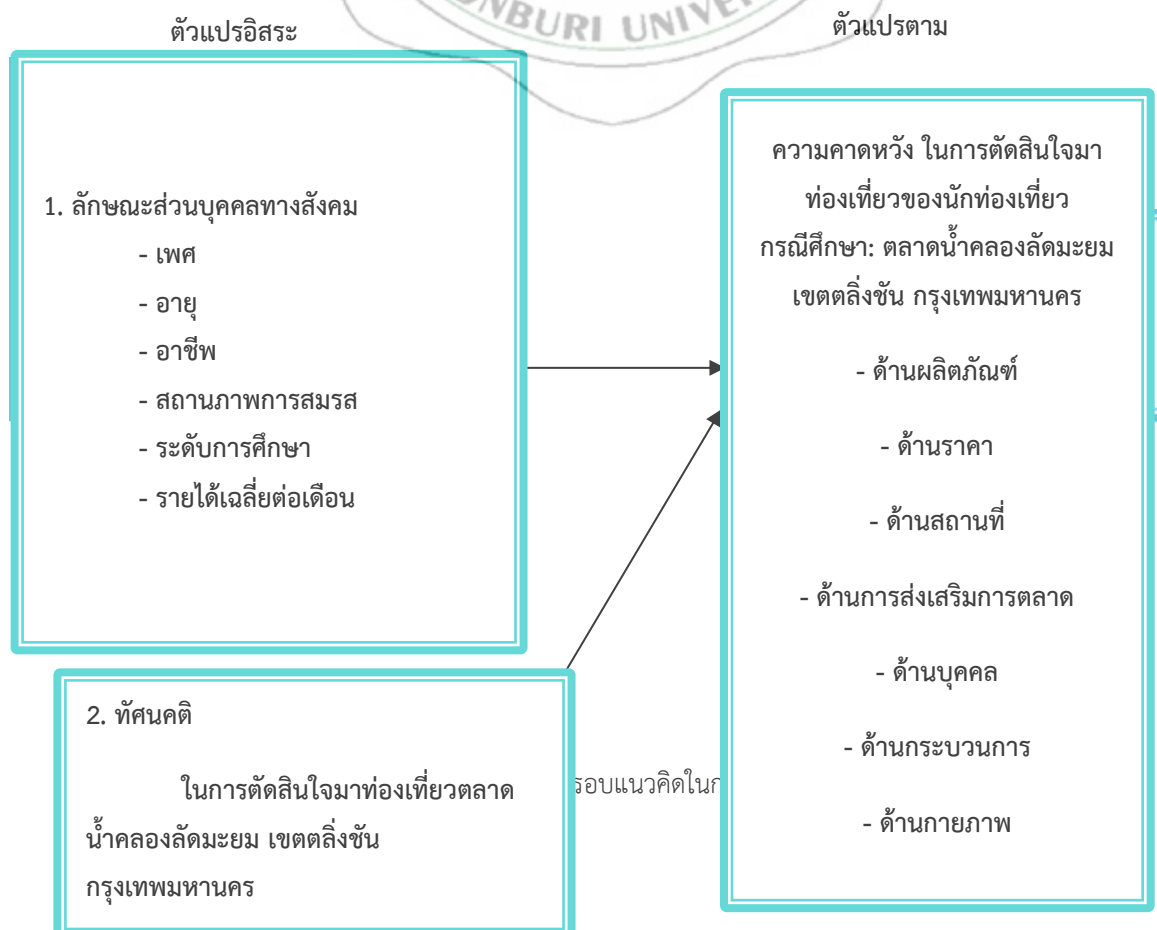 ตัวแปรอิสระ
1. ลักษณะส่วนบุคคลทางสังคม
- เพศ
- อายุ
- อาชีพ
- สถานภาพการสมรส
- ระดับการศึกษา
- รายได้เฉลี่ยต่อเดือน
2. ทัศนคติ
ในการตัดสินใจมาท่องเที่ยวตลาด
น้ำคลองลัดมะยม เขตตลิ่งชัน
กรุงเทพมหานคร
ตัวแปรตาม
ความคาดหวัง ในการตัดสินใจมา
ท่องเที่ยวของนักท่องเที่ยว
กรณีศึกษา: ตลาดน้ำคลองลัดมะยม
เขตตลิ่งชัน กรุงเทพมหานคร
- ด้านผลิตภัณฑ์
- ด้านราคา
- ด้านสถานที่
- ด้านการส่งเสริมการตลาด
- ด้านบุคคล
- ด้านกระบวนการ
- ด้านกายภาพ
รอบแนวคิดใน